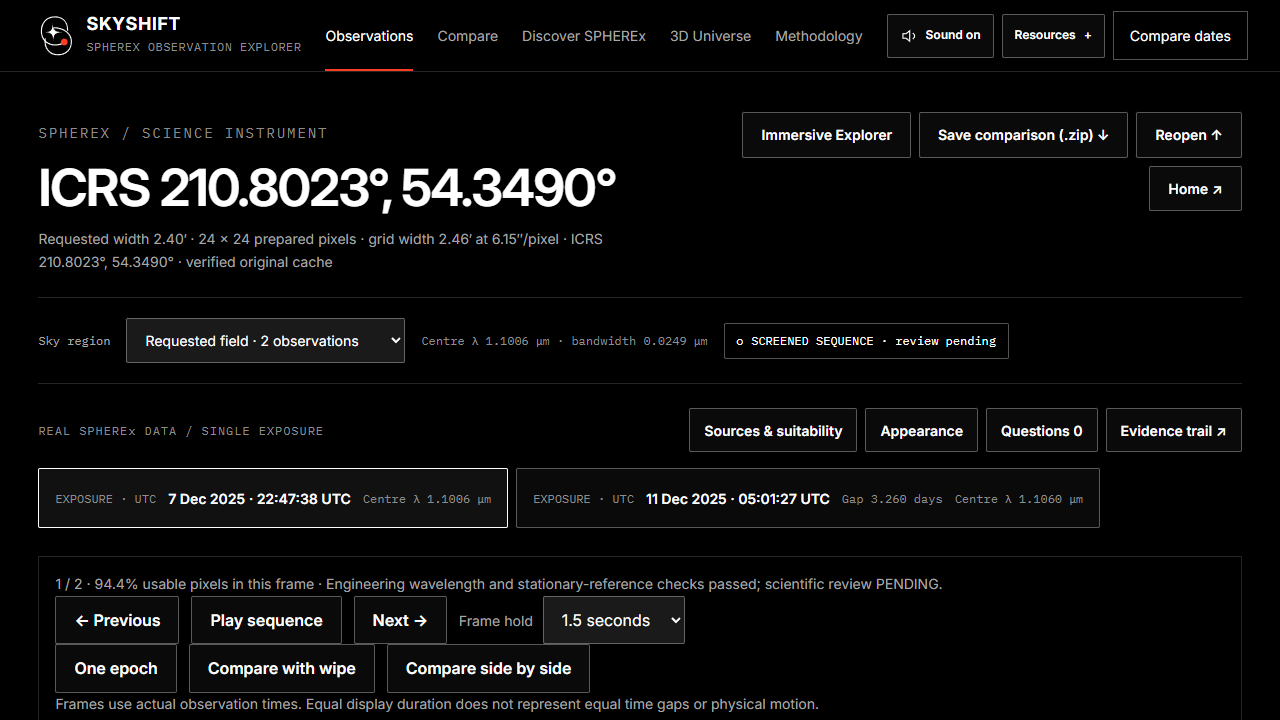 SKYSHIFT
SPHEREX OBSERVATION EXPLORER
Observations
Compare
Discover SPHEREx
3D Universe
Methodology
Sound on
Resources +
Compare dates
SPHEREX / SCIENCE INSTRUMENT
Immersive Explorer
Save comparison (.zip) ↓
Reopen ↑
Home ↗
ICRS 210.8023°, 54.3490°
Requested width 2.40′ · 24 × 24 prepared pixels · grid width 2.46′ at 6.15″/pixel · ICRS
210.8023°, 54.3490° · verified original cache
Sky region
Requested field · 2 observations
Centre λ 1.1006 µm · bandwidth 0.0249 µm
o SCREENED SEQUENCE · review pending
REAL SPHEREx DATA / SINGLE EXPOSURE
Sources & suitability
Appearance
Questions 0
Evidence trail ↗
EXPOSURE · UTC 7 Dec 2025 · 22:47:38 UTC Centre λ 1.1006 µm
EXPOSURE · UTC 11 Dec 2025 · 05:01:27 UTC Gap 3.260 days Centre λ 1.1060 µm
1 / 2 · 94.4% usable pixels in this frame · Engineering wavelength and stationary-reference checks passed; scientific review PENDING.
← Previous
Play sequence
Next →
Frame hold
1.5 seconds
One epoch
Compare with wipe
Compare side by side
Frames use actual observation times. Equal display duration does not represent equal time gaps or physical motion.